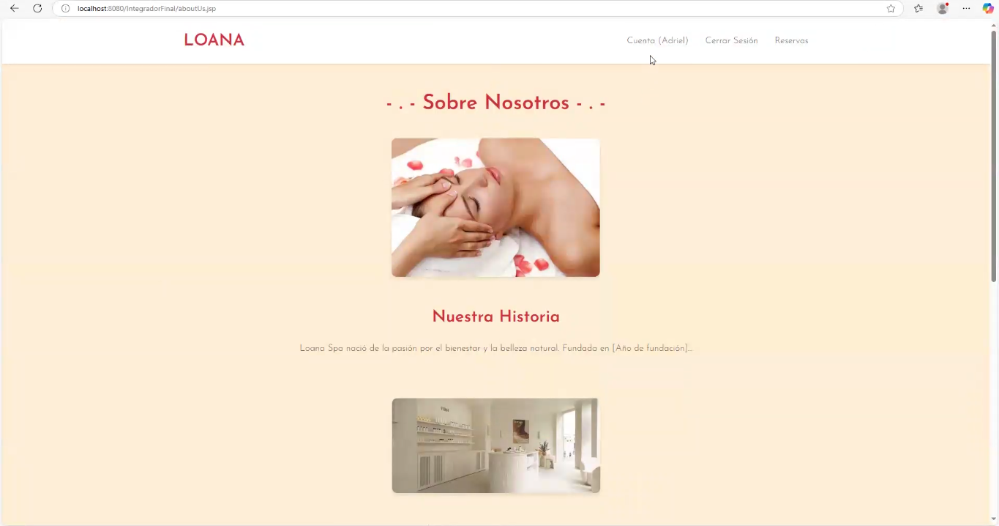 localhost:8080/IntegradorFinal/aboutUs.jsp
LOANA
Cuenta (Adriel) Cerrar Sesión Reservas
- . - Sobre Nosotros - . -
Nuestra Historia
Loana Spa nació de la pasión por el bienestar y la belleza natural. Fundada en [Año de fundación]...